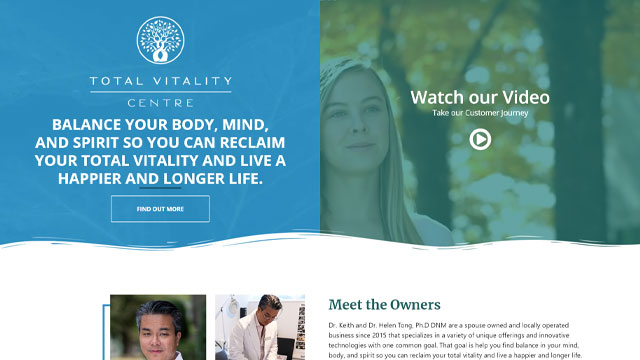 TOTAL VITALITY
CENTRE
BALANCE YOUR BODY, MIND,
AND SPIRIT SO YOU CAN RECLAIM
YOUR TOTAL VITALITY AND LIVE A
HAPPIER AND LONGER LIFE.
FIND OUT MORE
Watch our Video
Take our Customer Journey
Meet the Owners
Dr. Keith and Dr. Helen Tong, Ph.D DNM are a spouse owned and locally operated
business since 2015 that specializes in a variety of unique offerings and innovative
technologies with one common goal. That goal is help you find balance in your mind,
body, and spirit so you can reclaim your total vitality and live a happier and longer life.